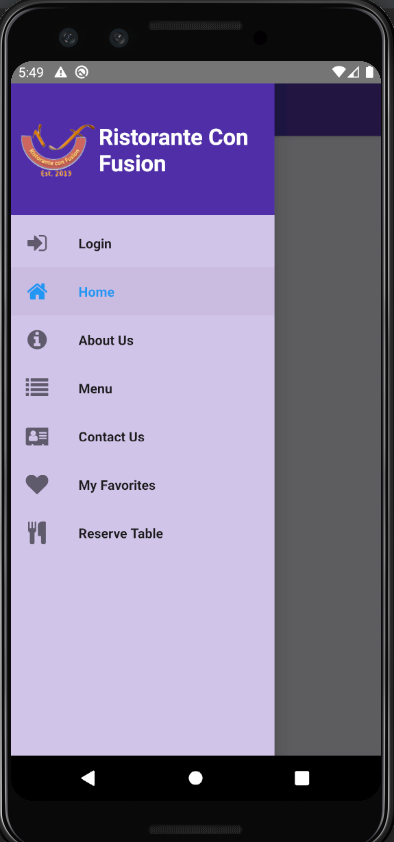 5:49
Ristorante Con
Fusion
Ristorante con Fusion
Est. 2013
Login
Home
About Us
Menu
Contact Us
My Favorites
Reserve Table